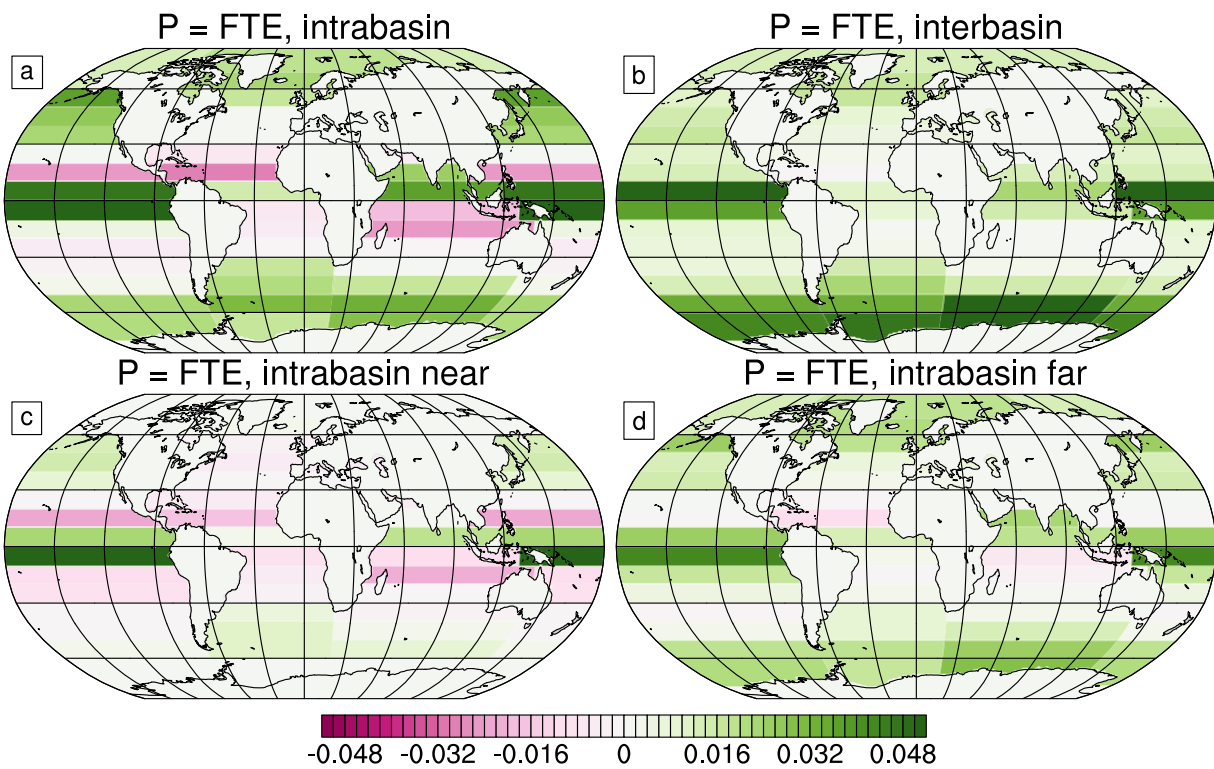 P = FTE, intrabasin
P = FTE, interbasin
a
b
P = FTE, intrabasin near
P = FTE, intrabasin far
c
d
-0.048 -0.032 -0.016 0 0.016 0.032 0.048